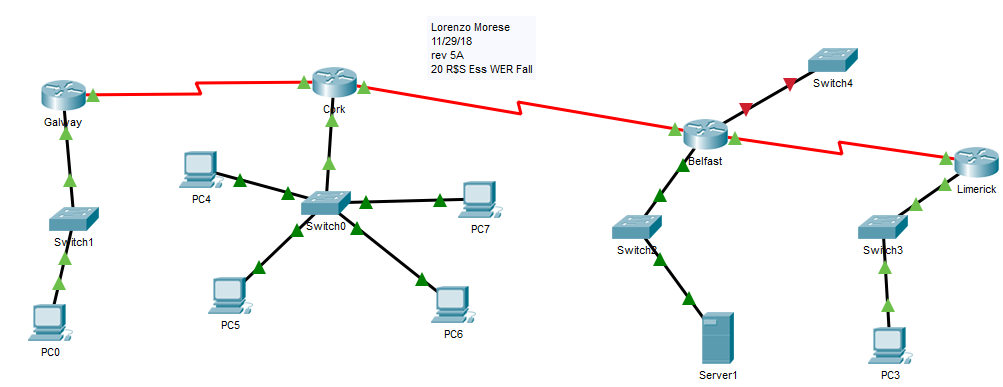 Lorenzo Morese
11/29/18
rev 5A
20 R$S Ess WER Fall
Switch4
Galway
Cork
Belfast
Limerick
PC4
PC7
Switch1
Switch0
Switch2
Switch3
PC5
PC6
PC0
Server1
PC3